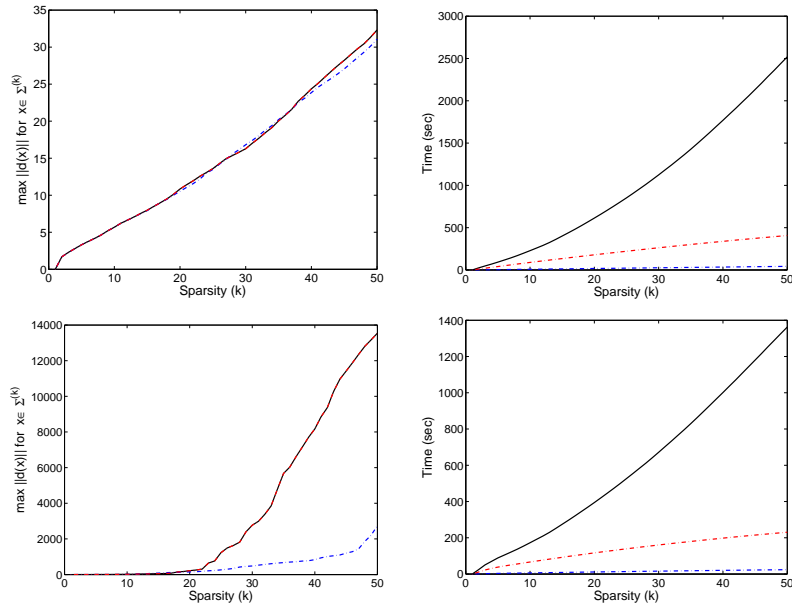 35
30
25
20
15
10
5
0
max ||d(x)|| for x∈ Σ(k)
0 10 20 30 40 50
Sparsity (k)
3000
2500
2000
1500
1000
500
0
Time (sec)
0 10 20 30 40 50
Sparsity (k)
14000
12000
10000
8000
6000
4000
2000
0
max ||d(x)|| for x∈ Σ(k)
0 10 20 30 40 50
Sparsity (k)
1400
1200
1000
800
600
400
200
0
Time (sec)
0 10 20 30 40 50
Sparsity (k)